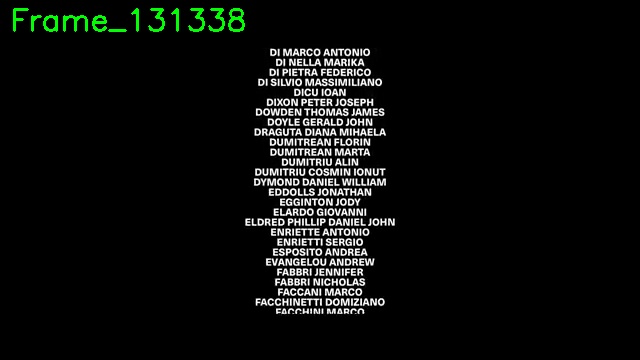 Frame_131338
DI MARCO ANTONIO
DI NELLA MARIKA
DI PIETRA FEDERICO
DI SILVIO MASSIMILIANO
DICU IOAN
DIXON PETER JOSEPH
DOWDEN THOMAS JAMES
DOYLE GERALD JOHN
DRAGUTA DIANA MIHAELA
DUMITREAN FLORIN
DUMITREAN MARTA
DUMITRIU ALIN
DUMITRIU COSMIN IONUT
DYMOND DANIEL WILLIAM
EDDOLLS JONATHAN
EGGINTON JODY
ELARDO GIOVANNI
ELDRED PHILLIP DANIEL JOHN
ENRIETTE ANTONIO
ENRIETTI SERGIO
ESPOSITO ANDREA
EVANGELOU ANDREW
FABBRI JENNIFER
FABBRI NICHOLAS
FACCANI MARCO
FACCHINETTI DOMIZIANO
FACCHINI MARCO